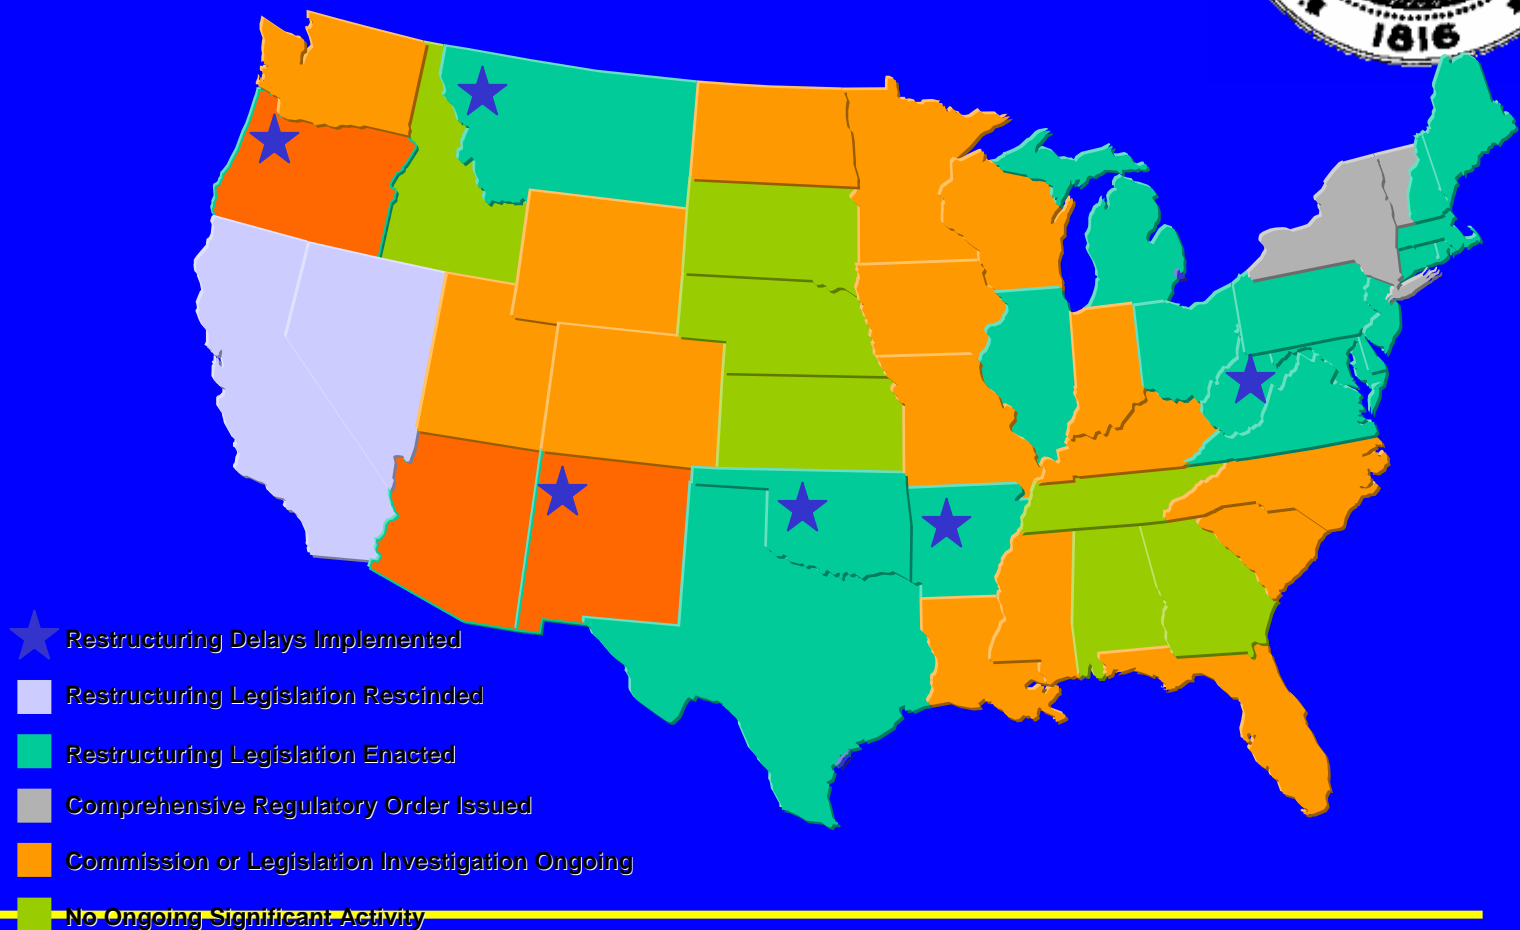 1816
Restructuring Delays Implemented
Restructuring Legislation Rescinded
Restructuring Legislation Enacted
Comprehensive Regulatory Order Issued
Commission or Legislation Investigation Ongoing
No Ongoing Significant Activity